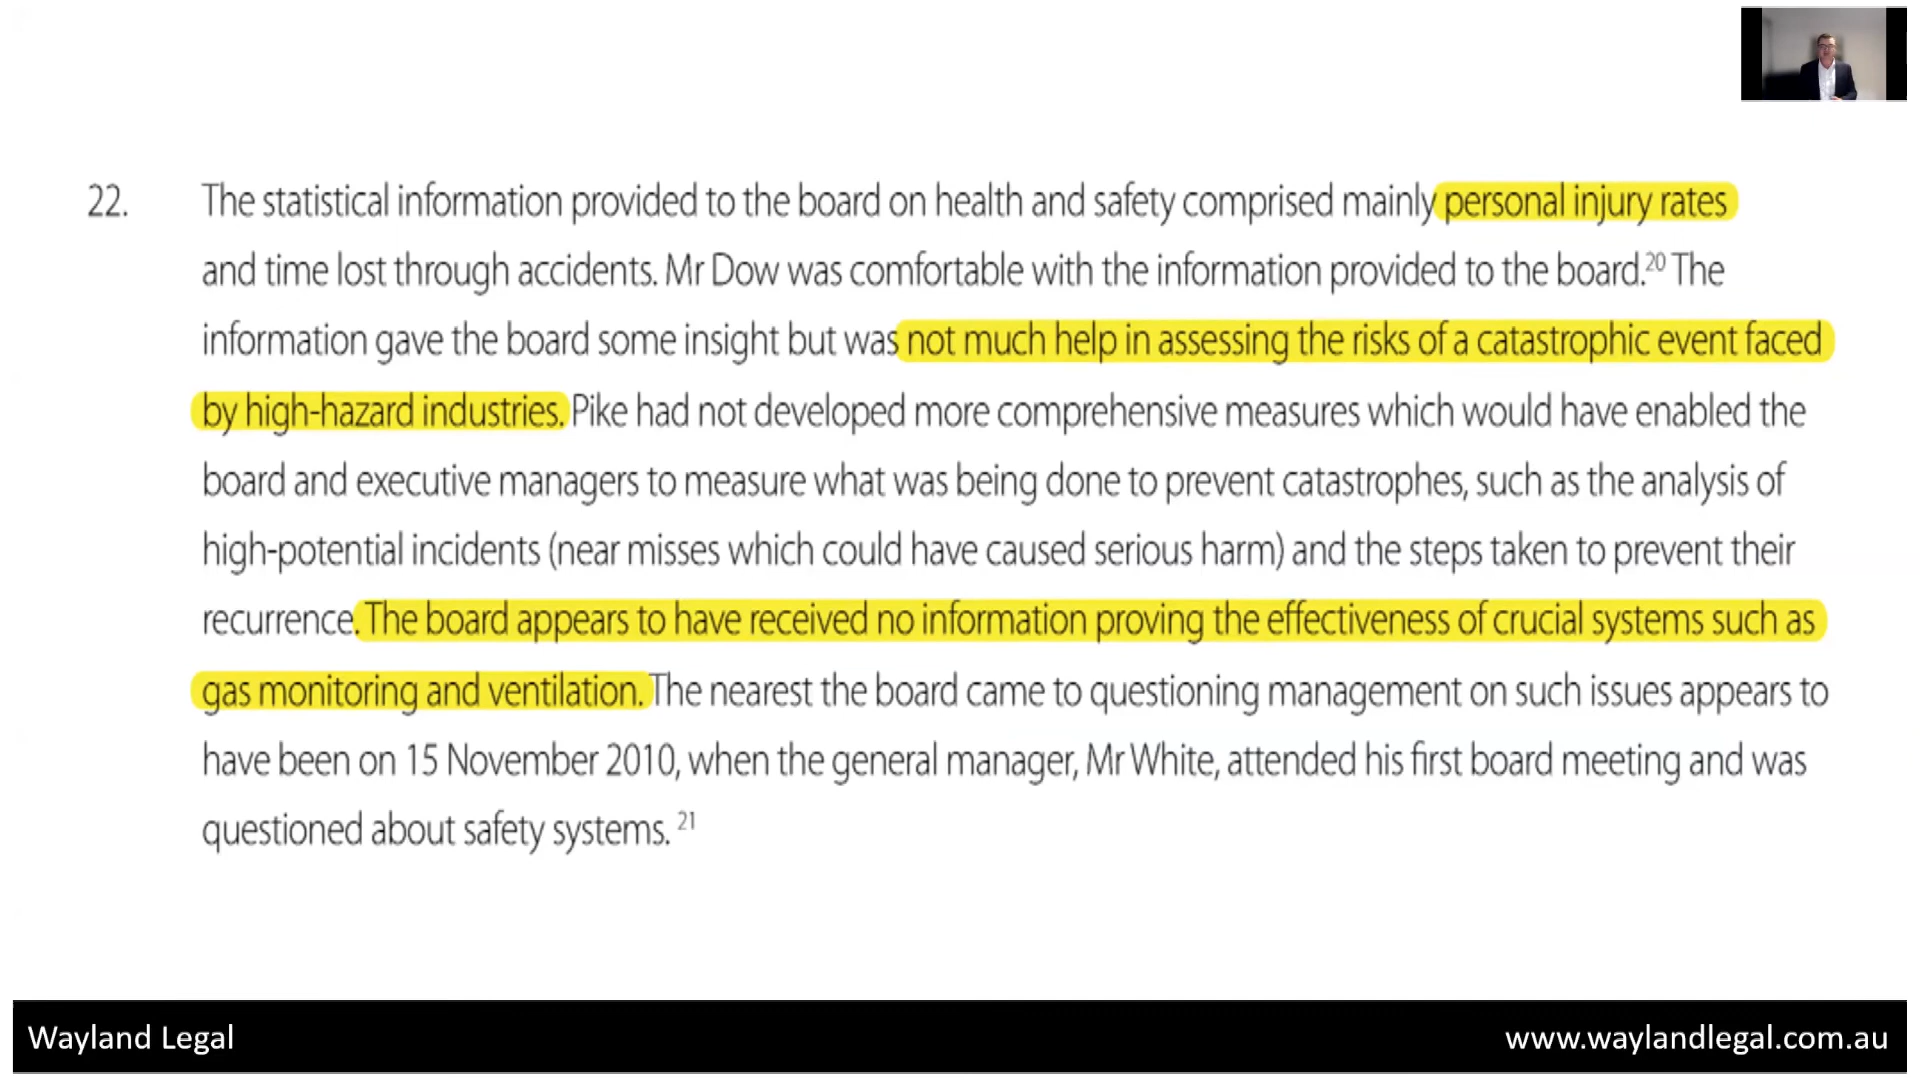 22. The statistical information provided to the board on health and safety comprised mainly personal injury rates
and time lost through accidents. Mr Dow was comfortable with the information provided to the board.20 The
information gave the board some insight but was not much help in assessing the risks of a catastrophic event faced
by high-hazard industries. Pike had not developed more comprehensive measures which would have enabled the
board and executive managers to measure what was being done to prevent catastrophes, such as the analysis of
high-potential incidents (near misses which could have caused serious harm) and the steps taken to prevent their
recurrence. The board appears to have received no information proving the effectiveness of crucial systems such as
gas monitoring and ventilation. The nearest the board came to questioning management on such issues appears to
have been on 15 November 2010, when the general manager, Mr White, attended his first board meeting and was
questioned about safety systems. 21
Wayland Legal
www.waylandlegal.com.au